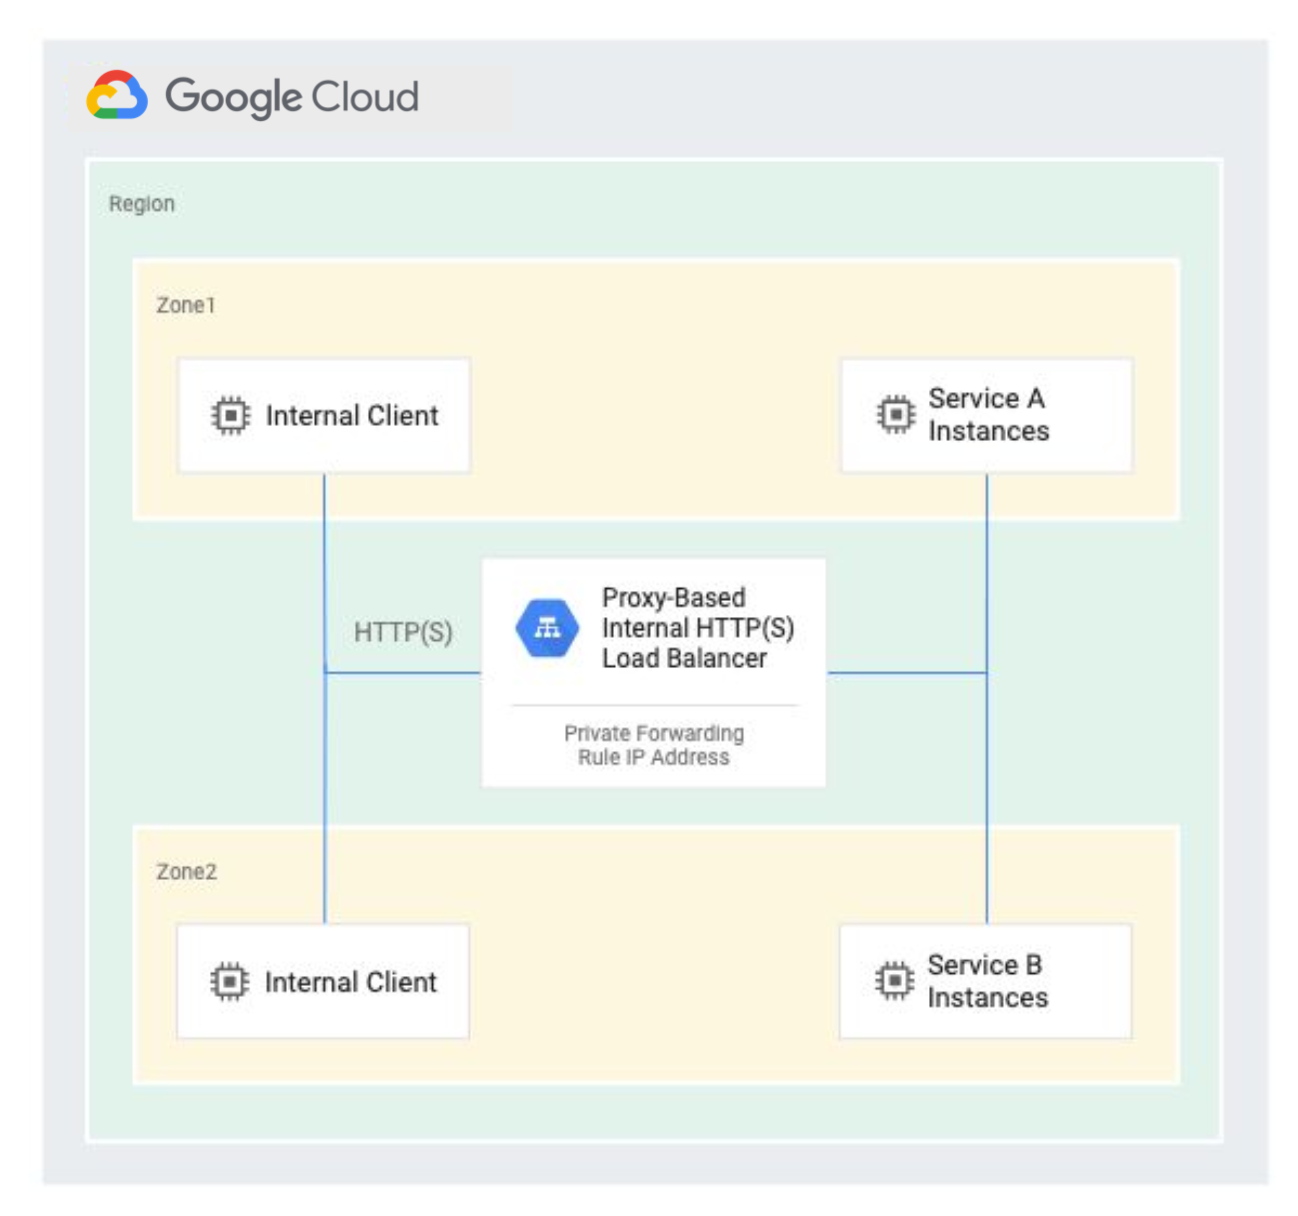 Google Cloud
Region
Zone1
Internal Client
Service A
Instances
HTTP(S)
Proxy-Based
Internal HTTP(S)
Load Balancer
Private Forwarding
Rule IP Address
Zone2
Internal Client
Service B
Instances